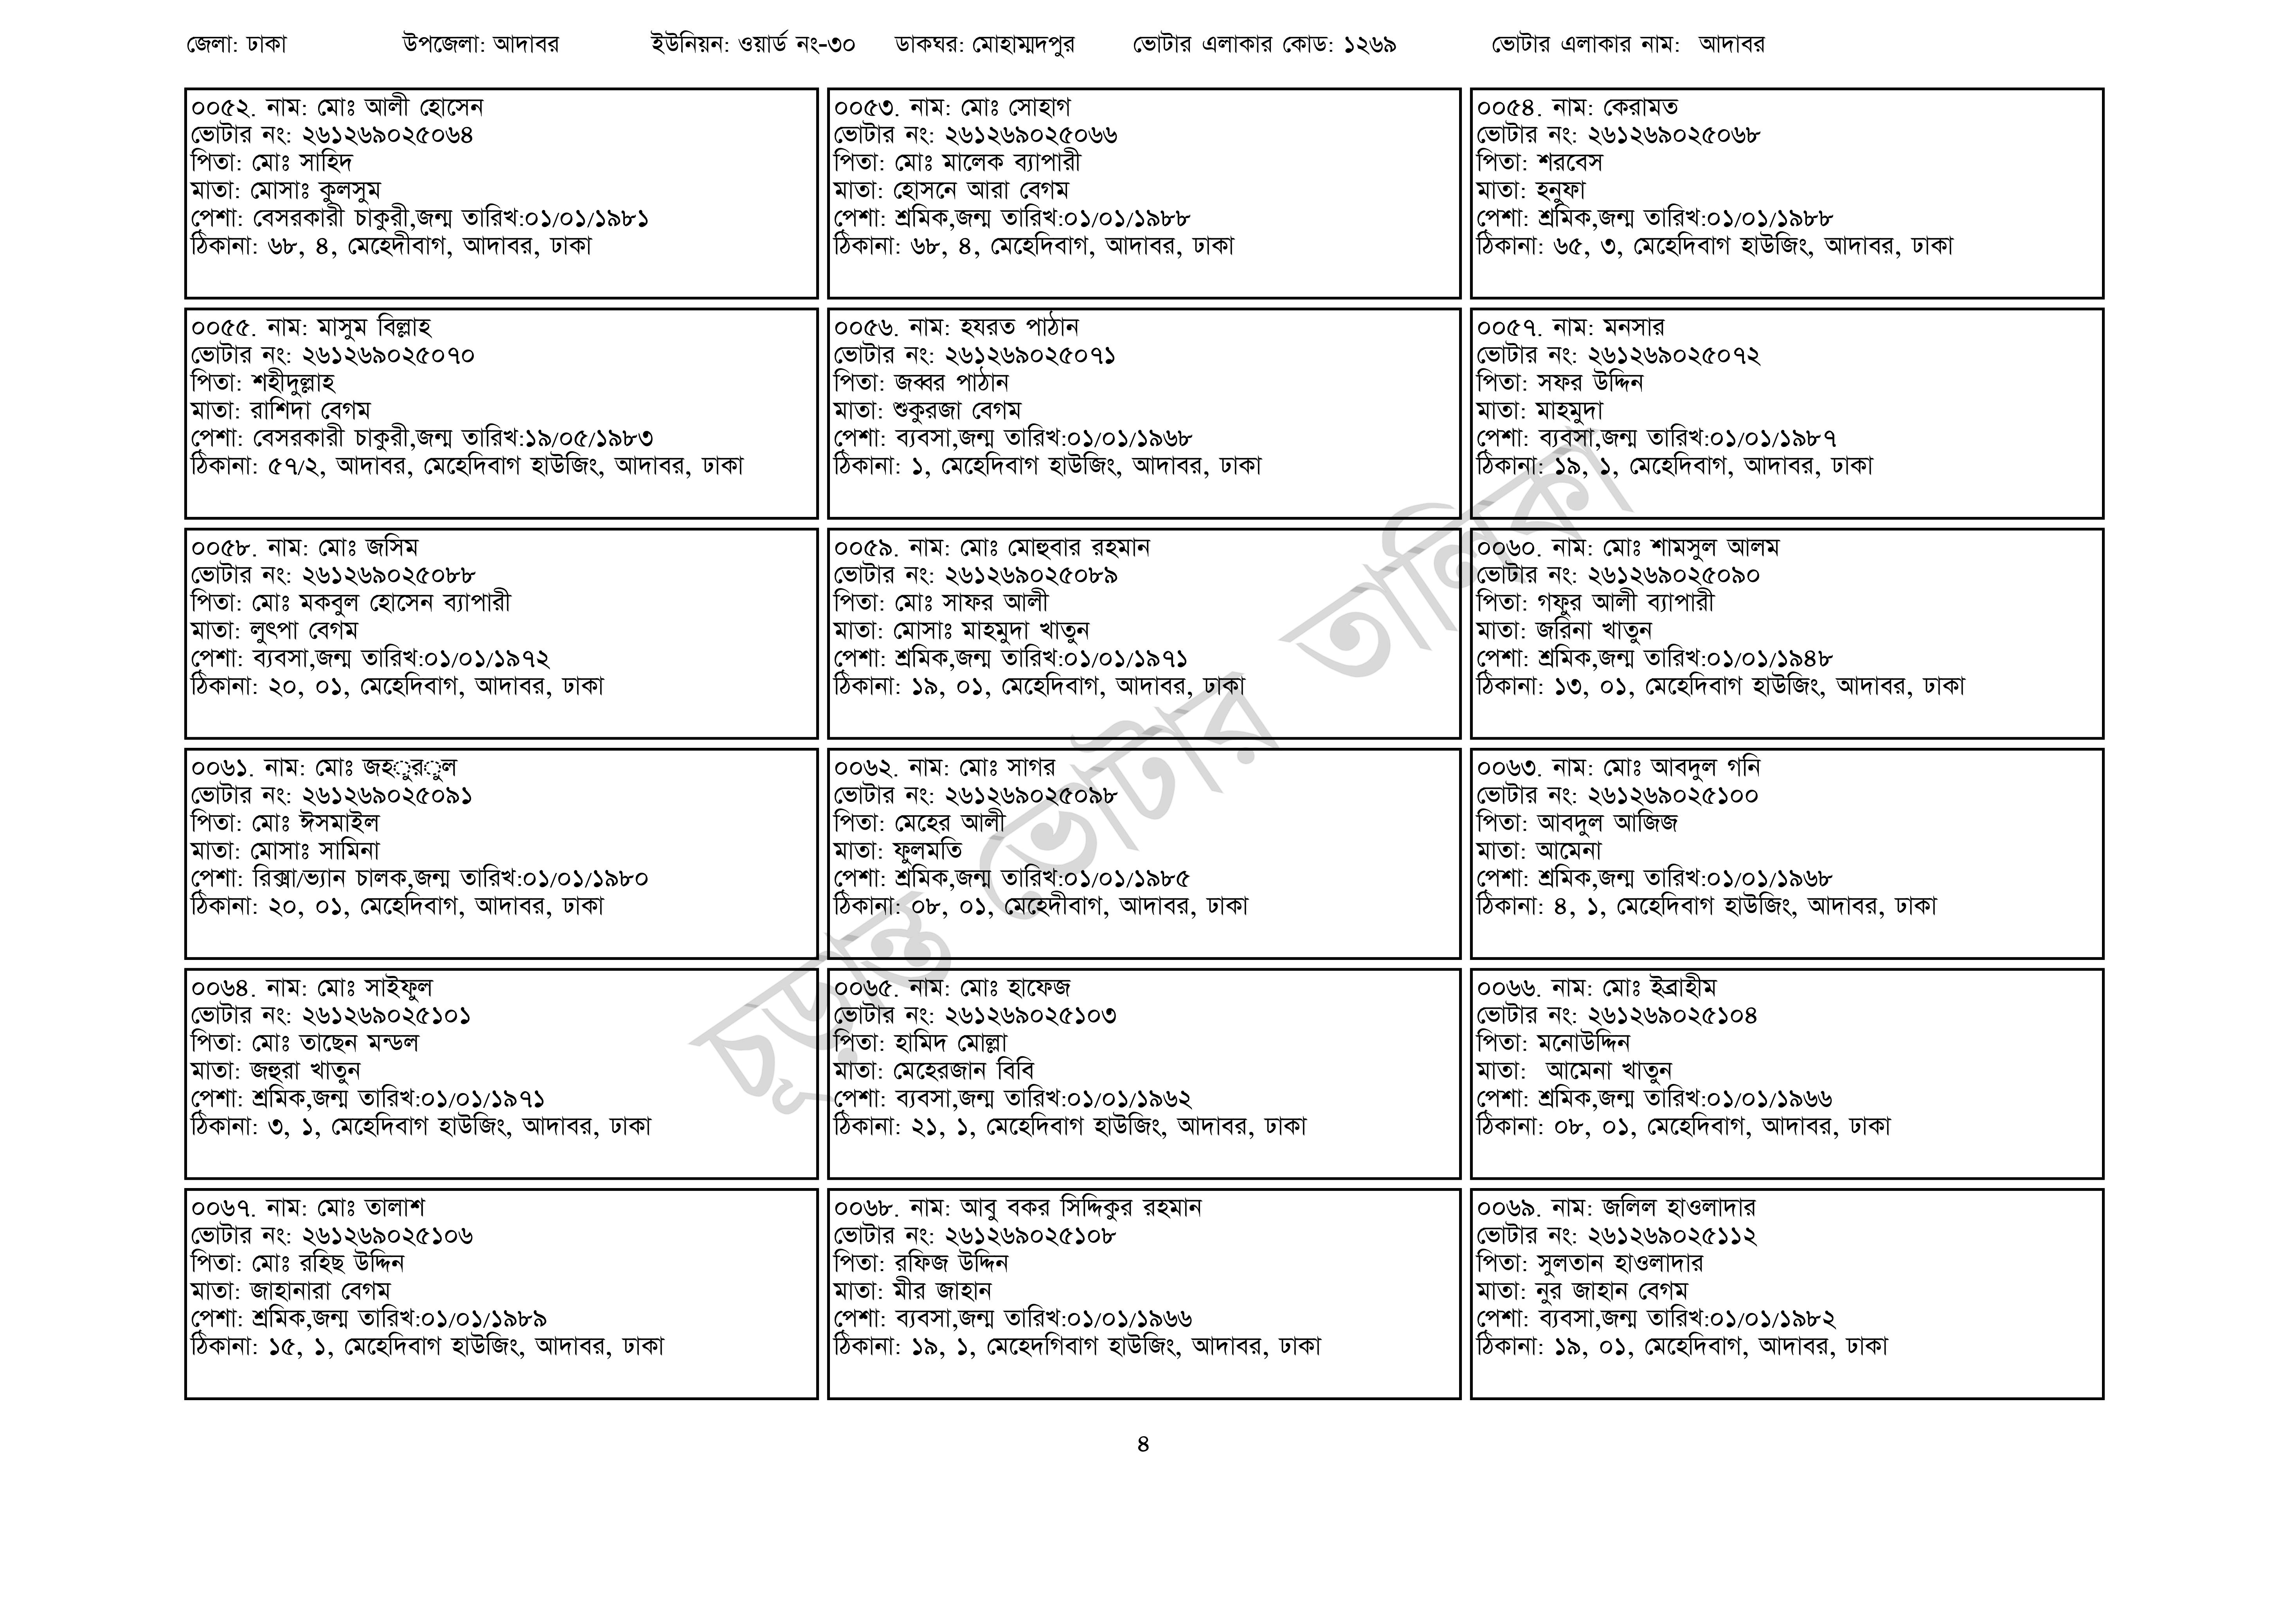 জেলা: ঢাকা উপজেলা: আদাবর ইউনিয়ন: ওয়ার্ড নং-৩০ ডাকঘর: মোহাম্মদপুর ভোটার এলাকার কোড: ১২৬৯ ভোটার এলাকার নাম: আদাবর
০০৫২. নাম: মোঃ আলী হোসেন
ভোটার নং: ২৬১২৬৯০২৫০৬৪
পিতা: মোঃ সাহিদ
মাতা: মোসাঃ কুলসুম
পেশা: বেসরকারী চাকুরী,জন্ম তারিখ:০১/০১/১৯৮১
ঠিকানা: ৬৮, ৪, মেহেদীবাগ, আদাবর, ঢাকা
০০৫৩. নাম: মোঃ সোহাগ
ভোটার নং: ২৬১২৬৯০২৫০৬৬
পিতা: মোঃ মালেক ব্যাপারী
মাতা: হোসনে আরা বেগম
পেশা: শ্রমিক,জন্ম তারিখ:০১/০১/১৯৮৮
ঠিকানা: ৬৮, ৪, মেহেদিবাগ, আদাবর, ঢাকা
০০৫৪. নাম: কেরামত
ভোটার নং: ২৬১২৬৯০২৫০৬৮
পিতা: শরবেস
মাতা: হনুফা
পেশা: শ্রমিক,জন্ম তারিখ:০১/০১/১৯৮৮
ঠিকানা: ৬৫, ৩, মেহেদিবাগ হাউজিং, আদাবর, ঢাকা
০০৫৫. নাম: মাসুম বিল্লাহ
ভোটার নং: ২৬১২৬৯০২৫০৭০
পিতা: শহীদুল্লাহ
মাতা: রাশিদা বেগম
পেশা: বেসরকারী চাকুরী,জন্ম তারিখ:১৯/০৫/১৯৮৩
ঠিকানা: ৫৭/২, আদাবর, মেহেদিবাগ হাউজিং, আদাবর, ঢাকা
০০৫৬. নাম: হযরত পাঠান
ভোটার নং: ২৬১২৬৯০২৫০৭১
পিতা: জব্বর পাঠান
মাতা: শুকুরজা বেগম
পেশা: ব্যবসা,জন্ম তারিখ:০১/০১/১৯৬৮
ঠিকানা: ১, মেহেদিবাগ হাউজিং, আদাবর, ঢাকা
০০৫৭. নাম: মনসার
ভোটার নং: ২৬১২৬৯০২৫০৭২
পিতা: সফর উদ্দিন
মাতা: মাহমুদা
পেশা: ব্যবসা,জন্ম তারিখ:০১/০১/১৯৮৭
ঠিকানা: ১৯, ১, মেহেদিবাগ, আদাবর, ঢাকা
০০৫৮. নাম: মোঃ জসিম
ভোটার নং: ২৬১২৬৯০২৫০৮৮
পিতা: মোঃ মকবুল হোসেন ব্যাপারী
মাতা: লুৎপা বেগম
পেশা: ব্যবসা,জন্ম তারিখ:০১/০১/১৯৭২
ঠিকানা: ২০, ০১, মেহেদিবাগ, আদাবর, ঢাকা
০০৫৯. নাম: মোঃ মোহুবার রহমান
ভোটার নং: ২৬১২৬৯০২৫০৮৯
পিতা: মোঃ সাফর আলী
মাতা: মোসাঃ মাহমুদা খাতুন
পেশা: শ্রমিক,জন্ম তারিখ:০১/০১/১৯৭১
ঠিকানা: ১৯, ০১, মেহেদিবাগ, আদাবর, ঢাকা
০০৬০. নাম: মোঃ শামসুল আলম
ভোটার নং: ২৬১২৬৯০২৫০৯০
পিতা: গফুর আলী ব্যাপারী
মাতা: জরিনা খাতুন
পেশা: শ্রমিক,জন্ম তারিখ:০১/০১/১৯৪৮
ঠিকানা: ১৩, ০১, মেহেদিবাগ হাউজিং, আদাবর, ঢাকা
০০৬১. নাম: মোঃ জহ◌ুর◌ুল
ভোটার নং: ২৬১২৬৯০২৫০৯১
পিতা: মোঃ ঈসমাইল
মাতা: মোসাঃ সামিনা
পেশা: রিক্সা/ভ্যান চালক,জন্ম তারিখ:০১/০১/১৯৮০
ঠিকানা: ২০, ০১, মেহেদিবাগ, আদাবর, ঢাকা
০০৬২. নাম: মোঃ সাগর
ভোটার নং: ২৬১২৬৯০২৫০৯৮
পিতা: মেহের আলী
মাতা: ফুলমতি
পেশা: শ্রমিক,জন্ম তারিখ:০১/০১/১৯৮৫
ঠিকানা: ০৮, ০১, মেহেদীবাগ, আদাবর, ঢাকা
০০৬৩. নাম: মোঃ আবদুল গনি
ভোটার নং: ২৬১২৬৯০২৫১০০
পিতা: আবদুল আজিজ
মাতা: আমেনা
পেশা: শ্রমিক,জন্ম তারিখ:০১/০১/১৯৬৮
ঠিকানা: ৪, ১, মেহেদিবাগ হাউজিং, আদাবর, ঢাকা
০০৬৪. নাম: মোঃ সাইফুল
ভোটার নং: ২৬১২৬৯০২৫১০১
পিতা: মোঃ তাছেন মন্ডল
মাতা: জহুরা খাতুন
পেশা: শ্রমিক,জন্ম তারিখ:০১/০১/১৯৭১
ঠিকানা: ৩, ১, মেহেদিবাগ হাউজিং, আদাবর, ঢাকা
০০৬৫. নাম: মোঃ হাফেজ
ভোটার নং: ২৬১২৬৯০২৫১০৩
পিতা: হামিদ মোল্লা
মাতা: মেহেরজান বিবি
পেশা: ব্যবসা,জন্ম তারিখ:০১/০১/১৯৬২
ঠিকানা: ২১, ১, মেহেদিবাগ হাউজিং, আদাবর, ঢাকা
০০৬৬. নাম: মোঃ ইব্রাহীম
ভোটার নং: ২৬১২৬৯০২৫১০৪
পিতা: মনোউদ্দিন
মাতা: আমেনা খাতুন
পেশা: শ্রমিক,জন্ম তারিখ:০১/০১/১৯৬৬
ঠিকানা: ০৮, ০১, মেহেদিবাগ, আদাবর, ঢাকা
০০৬৭. নাম: মোঃ তালাশ
ভোটার নং: ২৬১২৬৯০২৫১০৬
পিতা: মোঃ রহিছ উদ্দিন
মাতা: জাহানারা বেগম
পেশা: শ্রমিক,জন্ম তারিখ:০১/০১/১৯৮৯
ঠিকানা: ১৫, ১, মেহেদিবাগ হাউজিং, আদাবর, ঢাকা
০০৬৮. নাম: আবু বকর সিদ্দিকুর রহমান
ভোটার নং: ২৬১২৬৯০২৫১০৮
পিতা: রফিজ উদ্দিন
মাতা: মীর জাহান
পেশা: ব্যবসা,জন্ম তারিখ:০১/০১/১৯৬৬
ঠিকানা: ১৯, ১, মেহেদগিবাগ হাউজিং, আদাবর, ঢাকা
০০৬৯. নাম: জলিল হাওলাদার
ভোটার নং: ২৬১২৬৯০২৫১১২
পিতা: সুলতান হাওলাদার
মাতা: নুর জাহান বেগম
পেশা: ব্যবসা,জন্ম তারিখ:০১/০১/১৯৮২
ঠিকানা: ১৯, ০১, মেহেদিবাগ, আদাবর, ঢাকা
চূড়ান্ত ভোটার তালিকা
৪